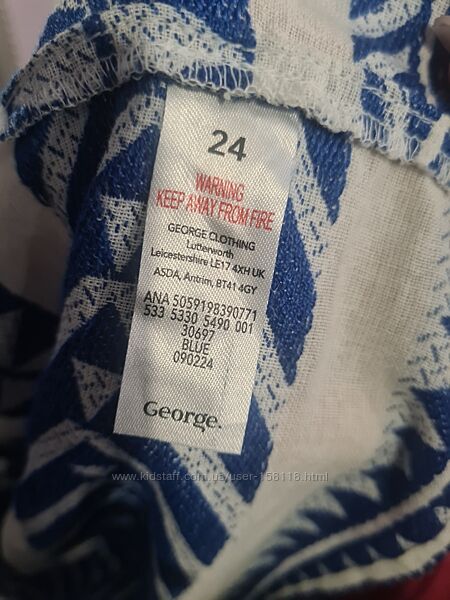 24
WARNING
KEEP AWAY FROM FIRE
GEORGE CLOTHING
Lutterworth
Leicestershire LE17 4XH UK
ASDA, Antrim, BT41 4GY
ANA 5059198390771
533 5330 5490 001
30697
BLUE
090224
George.
www.kidstaff.com.ua/user-158118.html